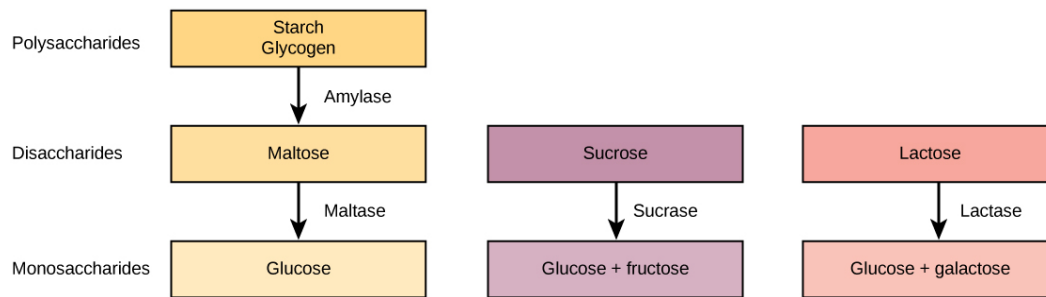 Polysaccharides
Starch
Glycogen
Amylase
Disaccharides
Maltose
Sucrose
Lactose
Maltase
Sucrase
Lactase
Monosaccharides
Glucose
Glucose + fructose
Glucose + galactose